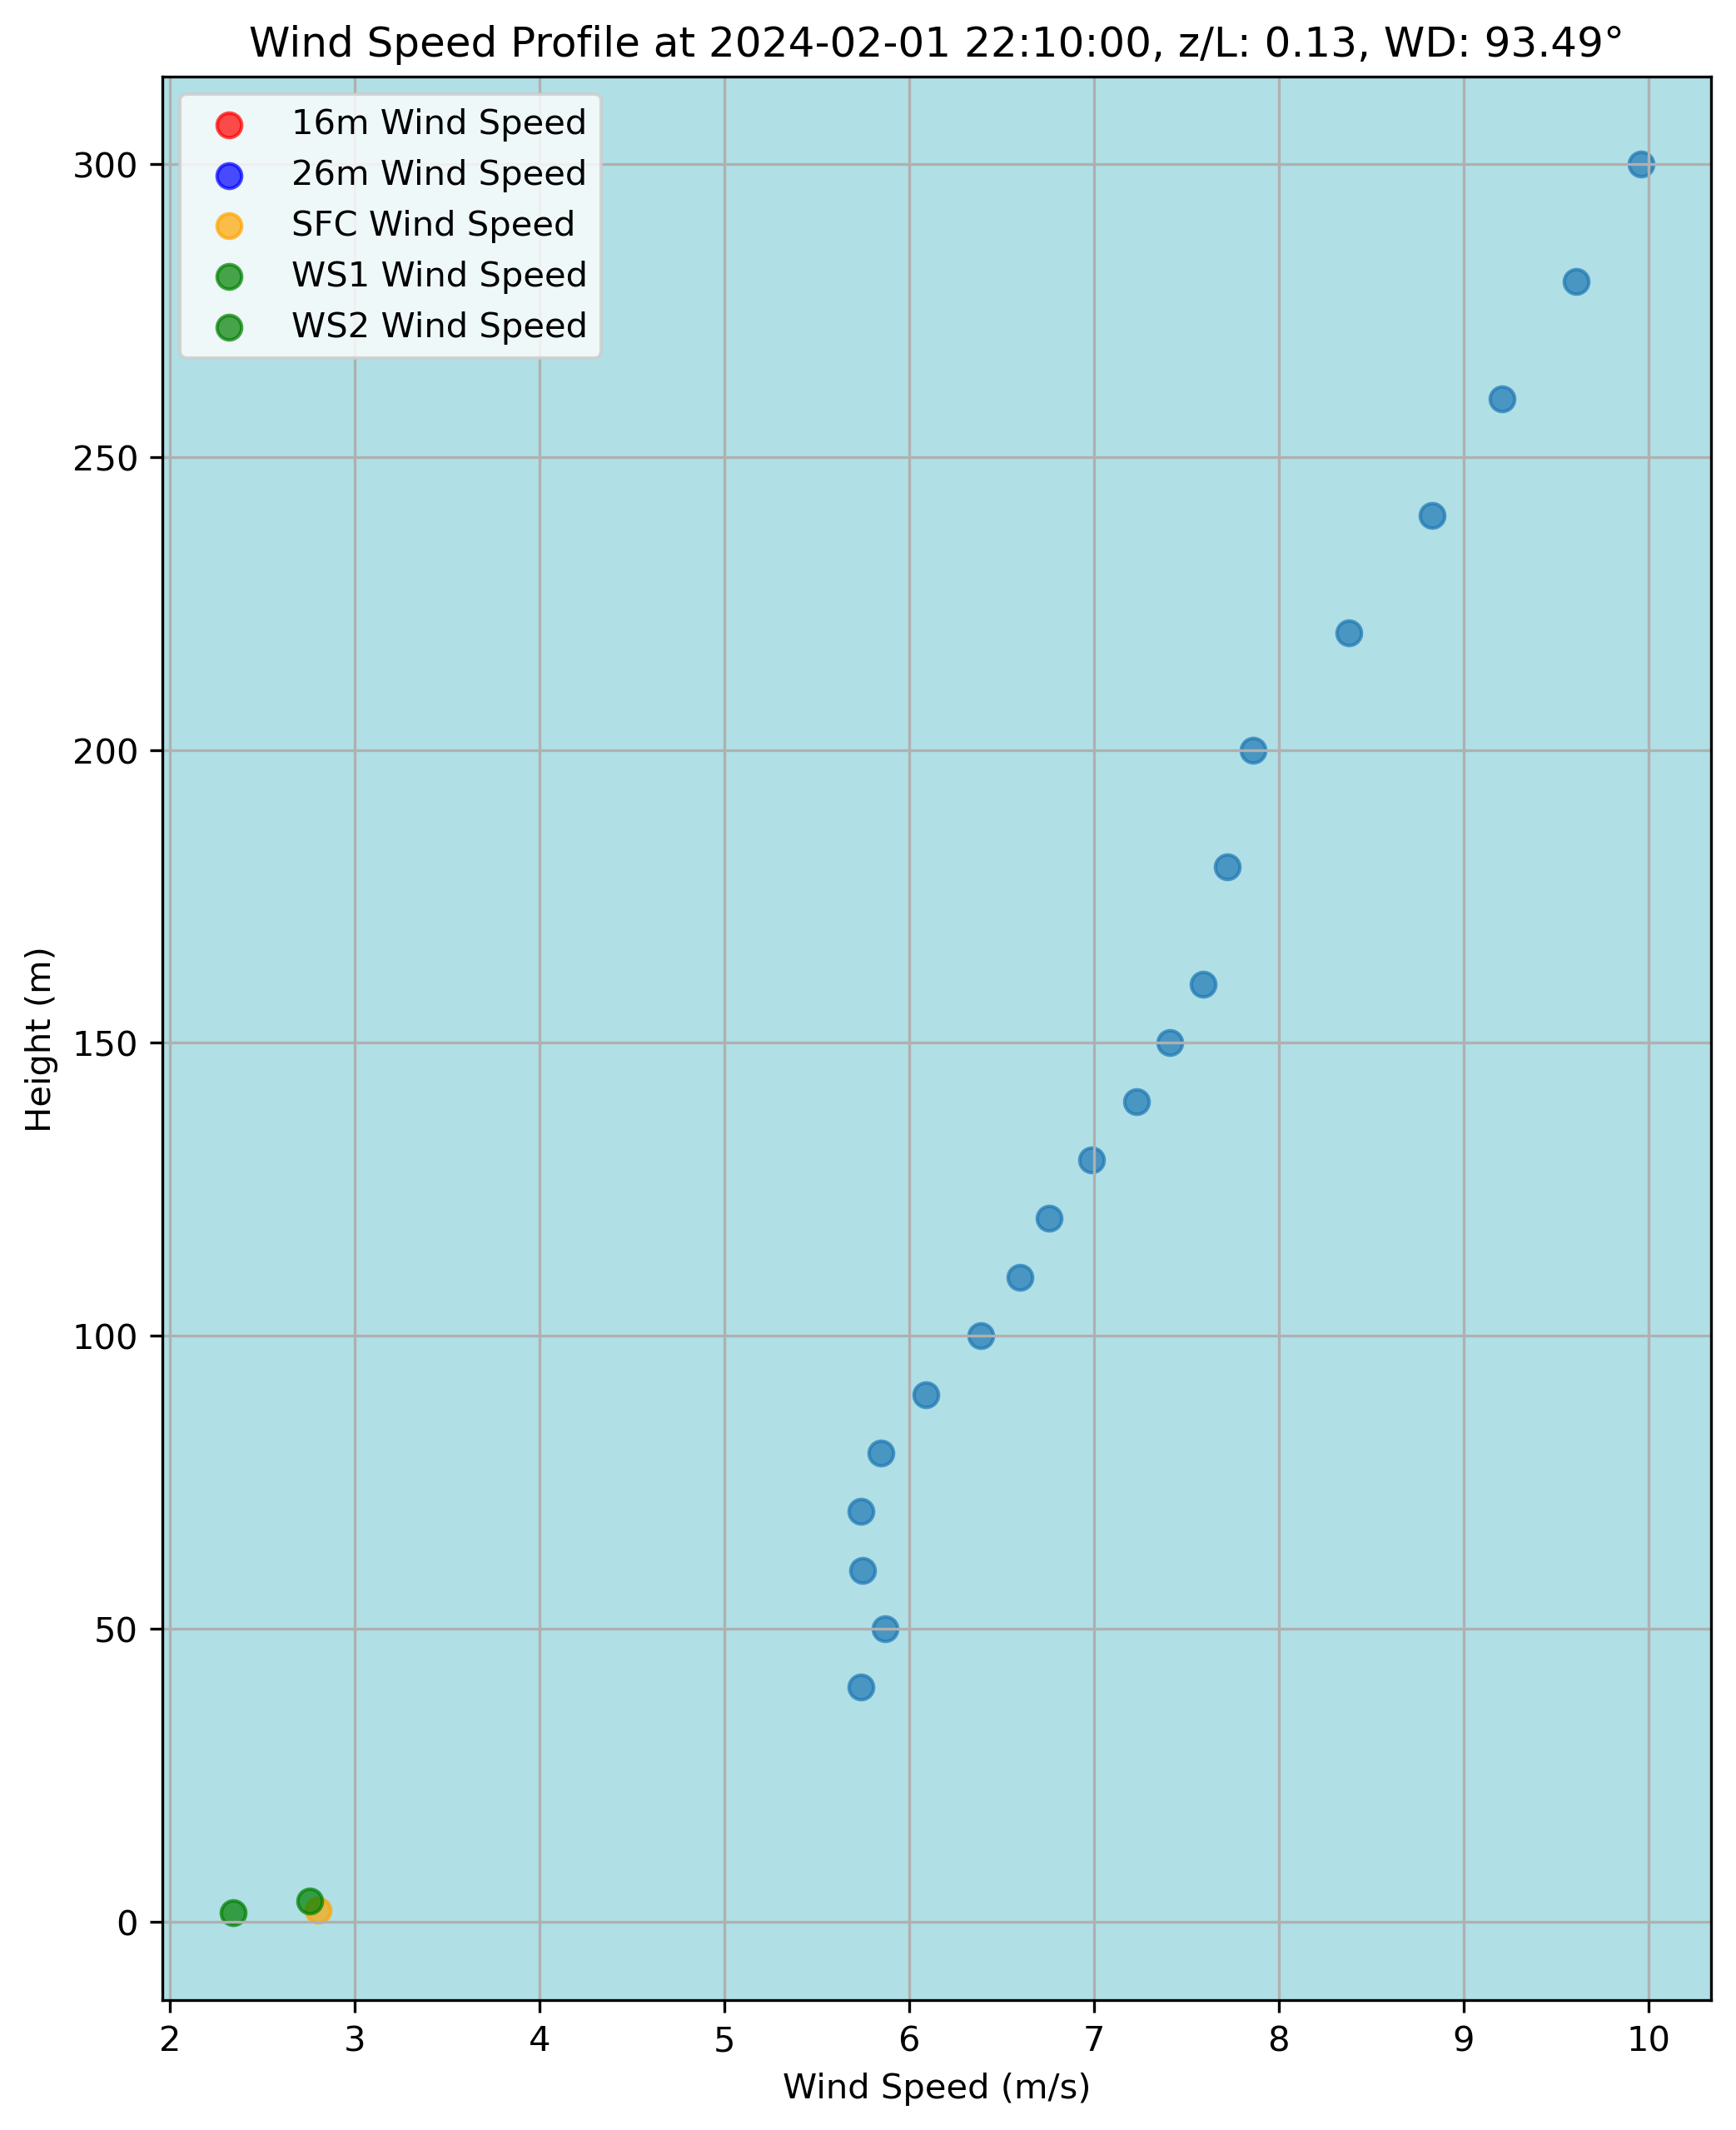 Wind Speed Profile at 2024-02-01 22:10:00, z/L: 0.13, WD: 93.49°
16m Wind Speed
26m Wind Speed
SFC Wind Speed
WS1 Wind Speed
WS2 Wind Speed
300
250
200
150
100
50
0
Height (m)
2 3 4 5 6 7 8 9 10
Wind Speed (m/s)